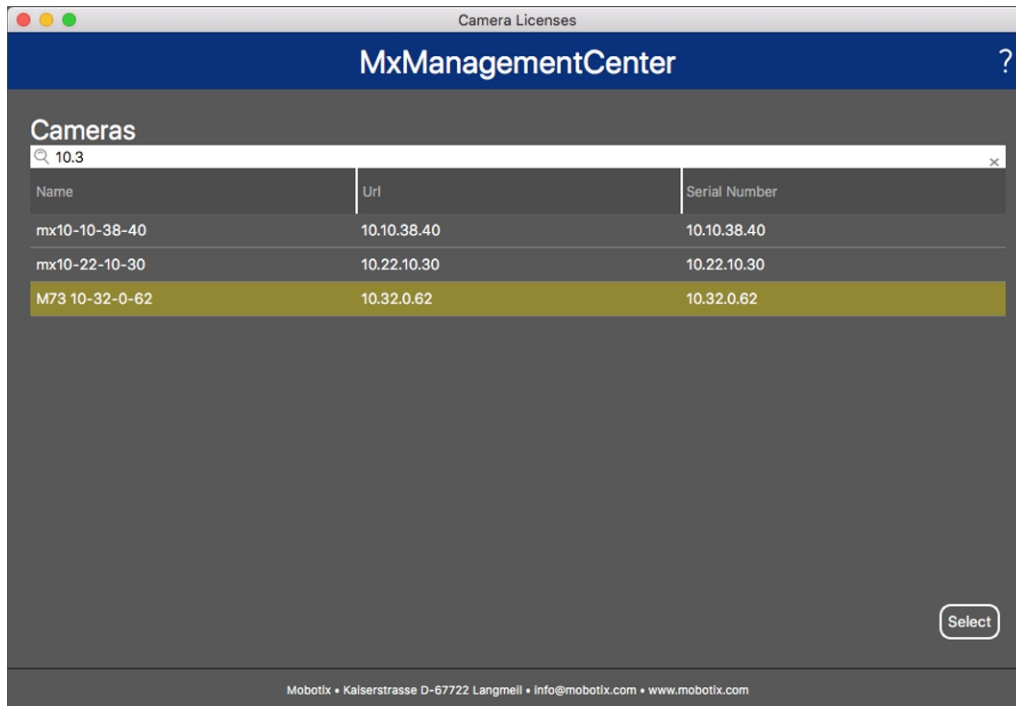 Camera Licenses
MxManagementCenter ?
Cameras
10.3 ×
Name Url Serial Number
mx10-10-38-40 10.10.38.40 10.10.38.40
mx10-22-10-30 10.22.10.30 10.22.10.30
M73 10-32-0-62 10.32.0.62 10.32.0.62
Select
Mobotix • Kaiserstrasse D-67722 Langmeil • info@mobotix.com • www.mobotix.com